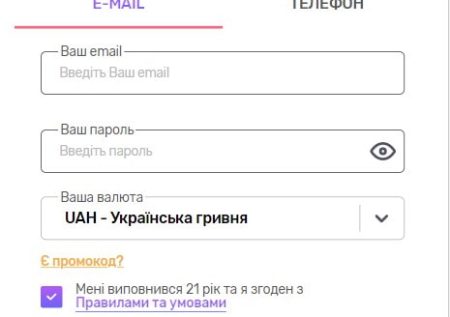 E-MAIL ТЕЛЕФОН
Ваш email
Введіть Ваш email
Ваш пароль
Введіть пароль
Ваша валюта
UAH - Українська гривня
Є промокод?
Мені виповнився 21 рік та я згоден з
Правилами та умовами